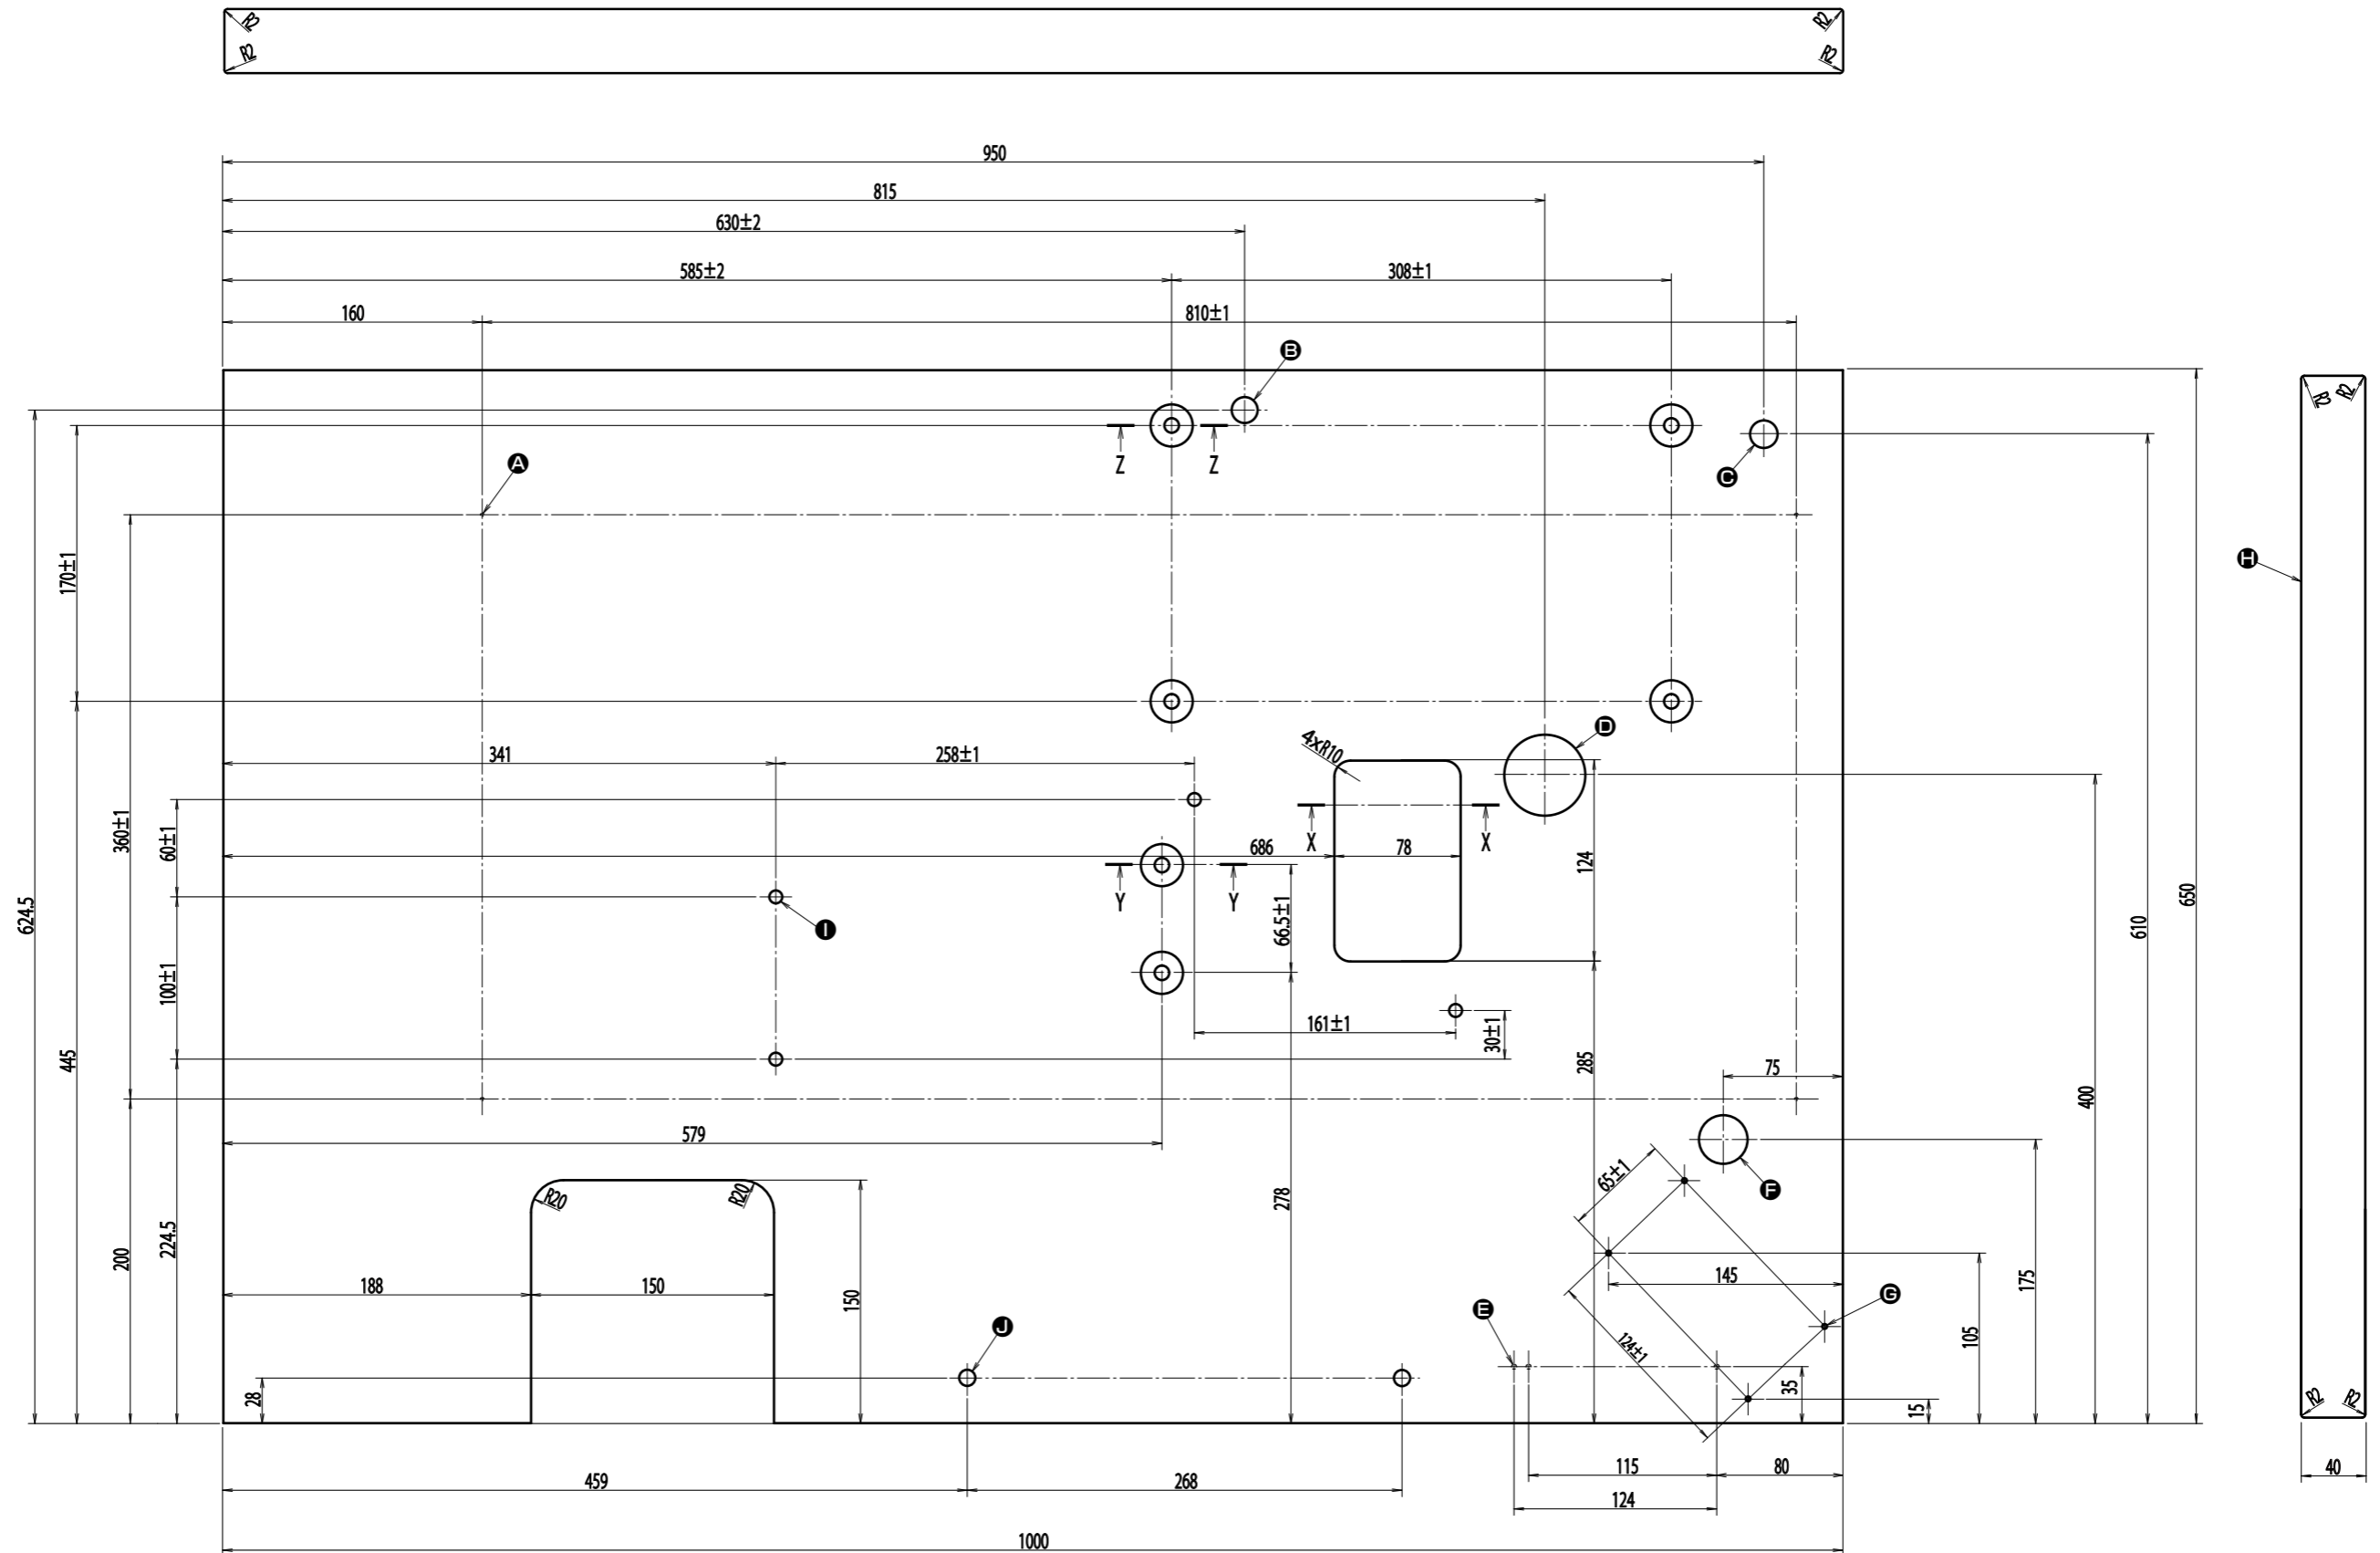 R2
R2
R2
R2
950
815
630±2
585±2
308±1
160
810±1
B
Z
Z
A
C
R2
R2
H
170±1
D
341
258±1
4xR10
360±1
60±1
X
X
686
78
124
Y
Y
650
624.5
I
66.5±1
610
100±1
161±1
30±1
445
285
75
400
579
65±1
F
R20
R20
278
224.5
200
188
150
150
145
175
G
E
J
105
124±1
28
35
15
R2
R2
459
268
115
80
40
124
1000